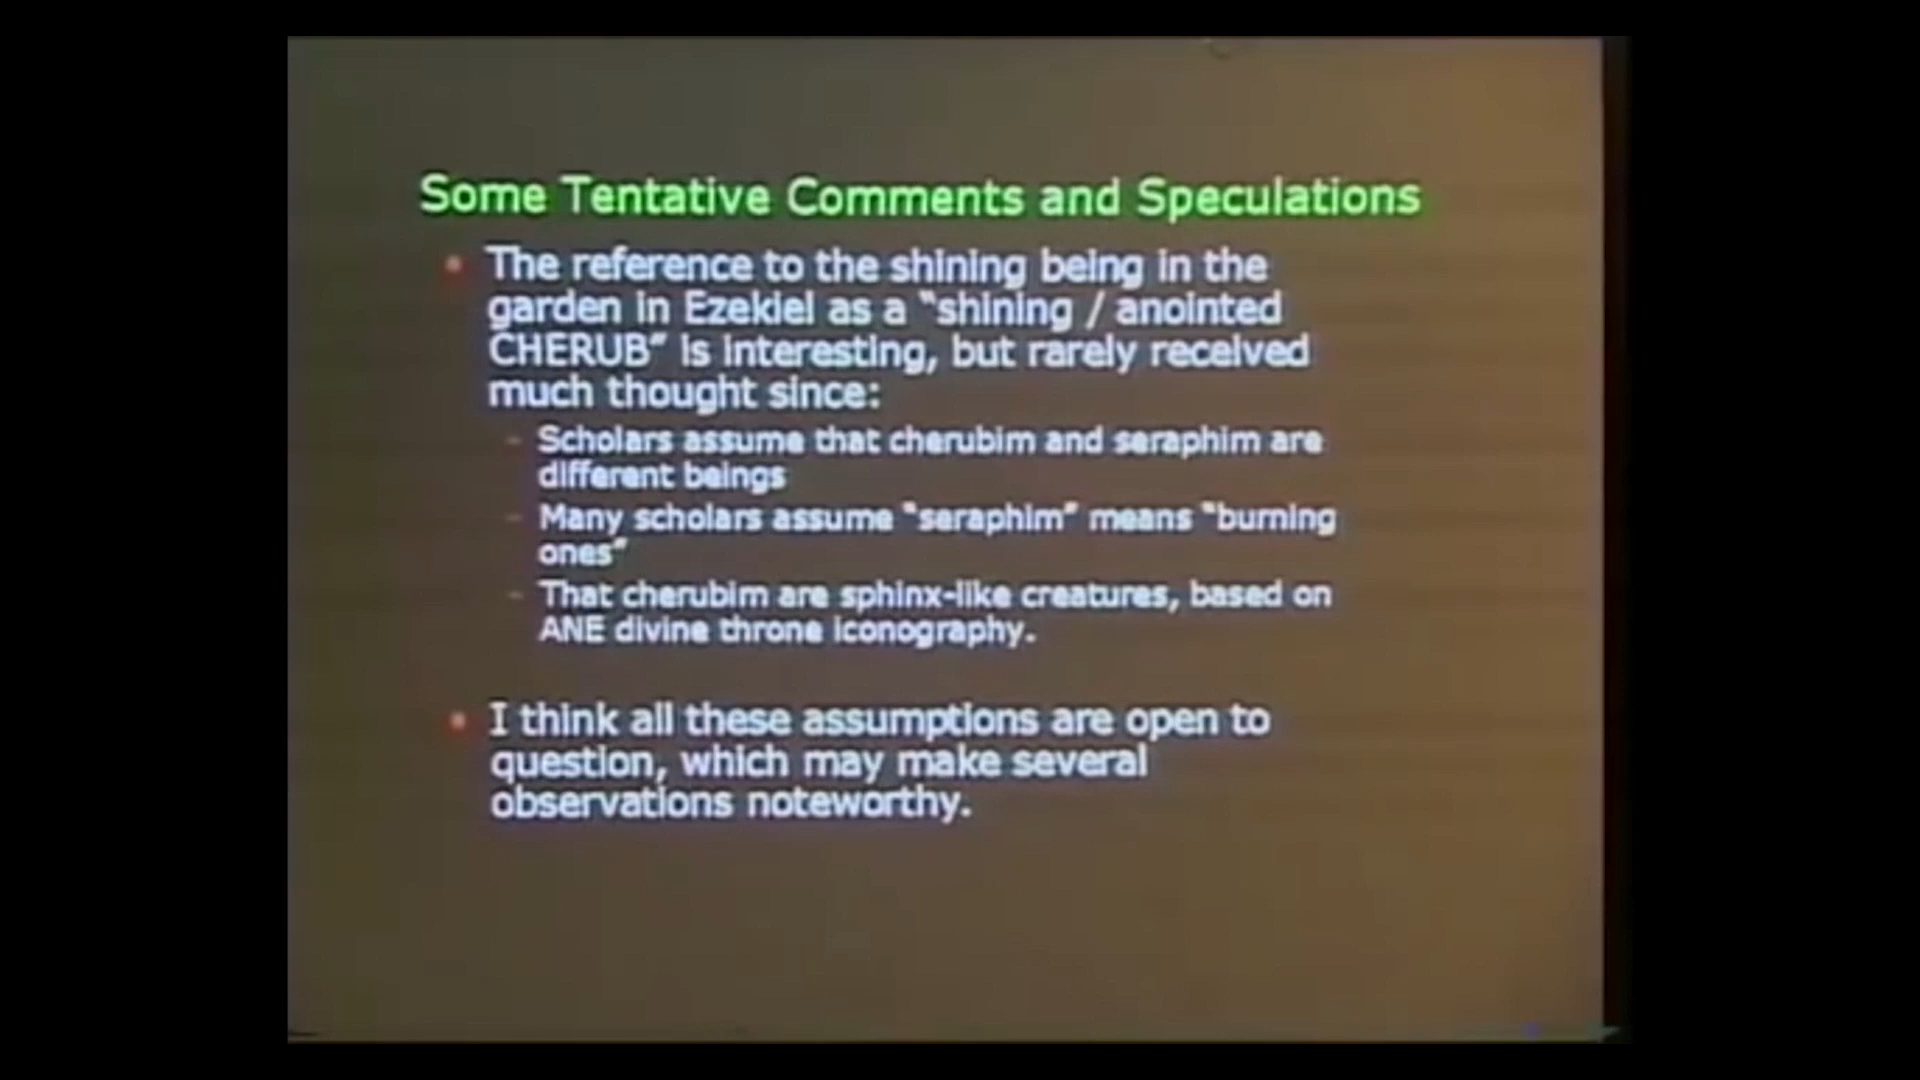 Some Tentative Comments and Speculations
• The reference to the shining being in the
garden in Ezekiel as a “shining / anointed
CHERUB” is interesting, but rarely received
much thought since:
– Scholars assume that cherubim and seraphim are
different beings
– Many scholars assume “seraphim” means “burning
ones”
– That cherubim are sphinx-like creatures, based on
ANE divine throne iconography.
• I think all these assumptions are open to
question, which may make several
observations noteworthy.